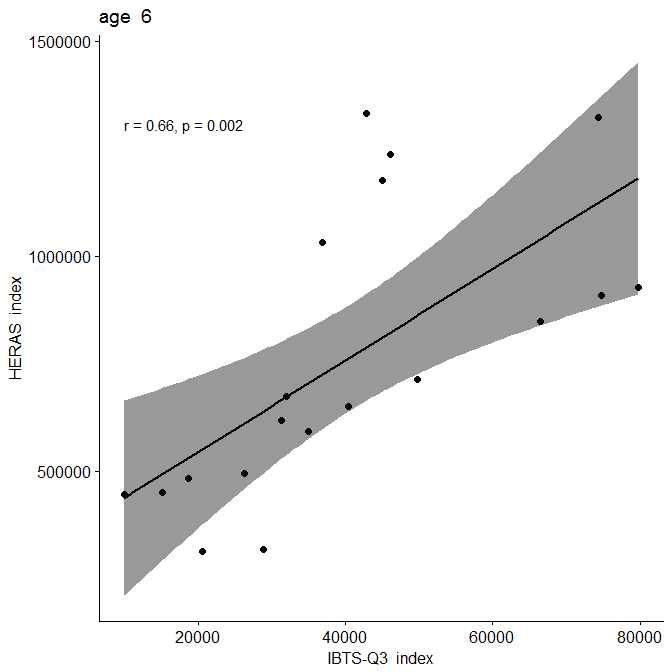 age 6
1500000
r = 0.66, p = 0.002
1000000
HERAS index
500000
20000 40000 60000 80000
IBTS-Q3 index